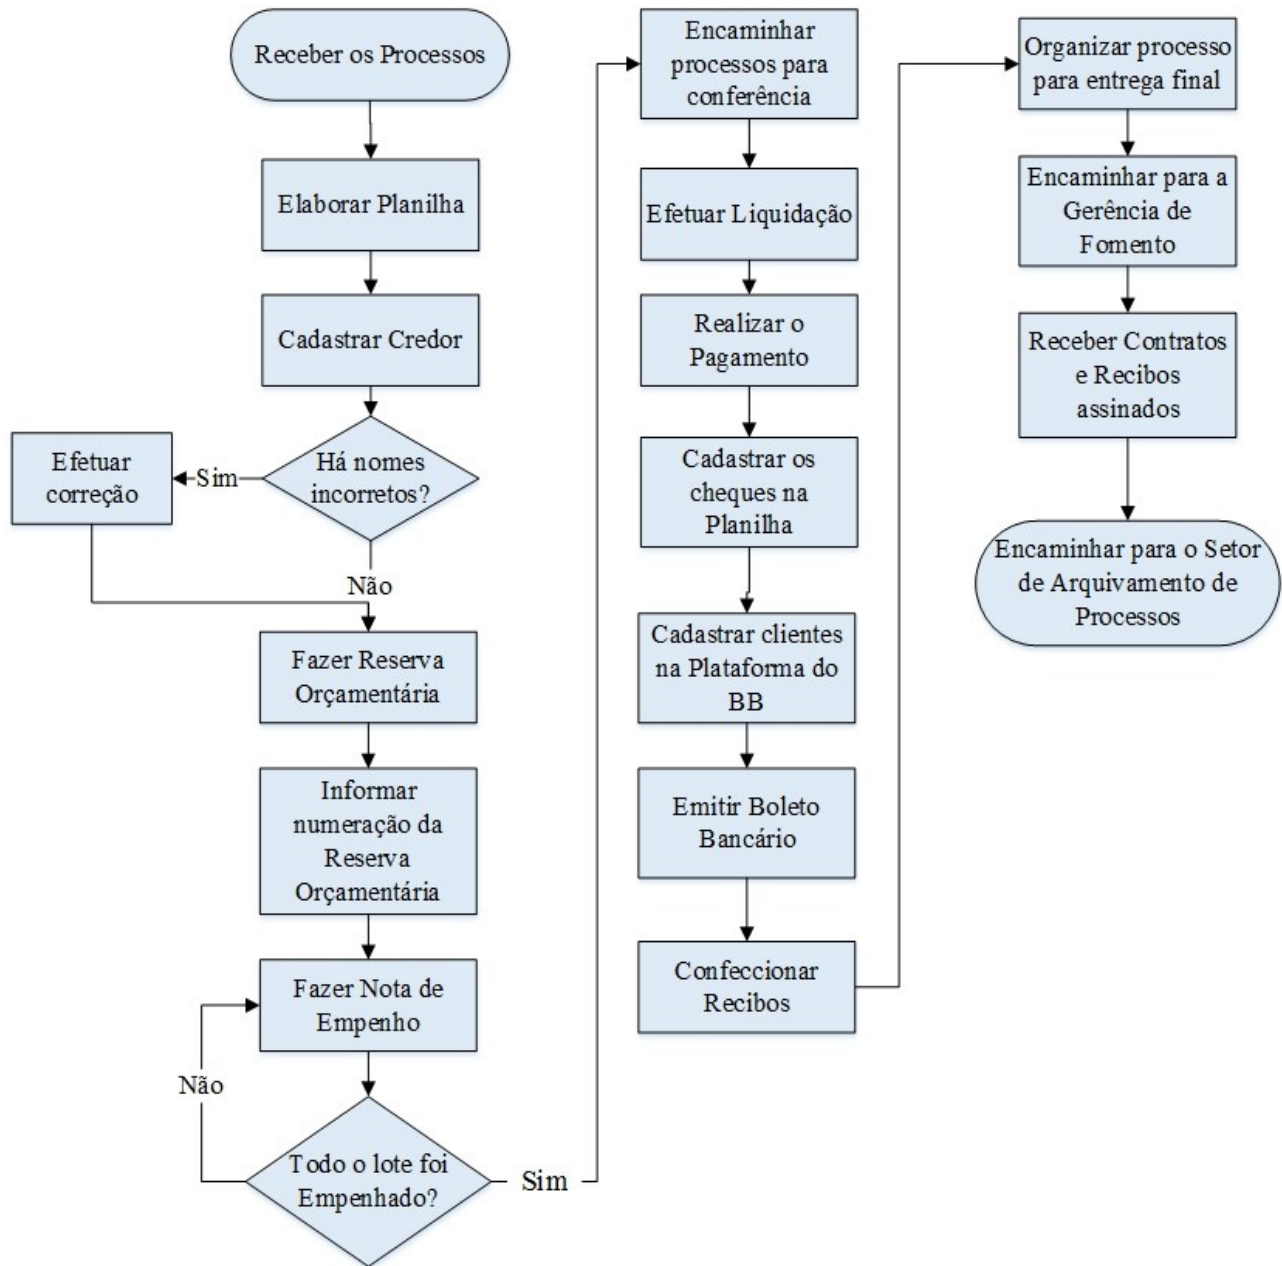 Receber os Processos
Elaborar Planilha
Cadastrar Credor
Há nomes
incorretos?
Sim
Efetuar
correção
Não
Fazer Reserva
Orçamentária
Informar
numeração da
Reserva
Orçamentária
Fazer Nota de
Empenho
Não
Todo o lote foi
Empenhado?
Sim
Encaminhar
processos para
conferência
Efetuar Liquidação
Realizar o
Pagamento
Cadastrar os
cheques na
Planilha
Cadastrar clientes
na Plataforma do
BB
Emitir Boleto
Bancário
Confeccionar
Recibos
Organizar processo
para entrega final
Encaminhar para a
Gerência de
Fomento
Receber Contratos
e Recibos
assinados
Encaminhar para o Setor
de Arquivamento de
Processos